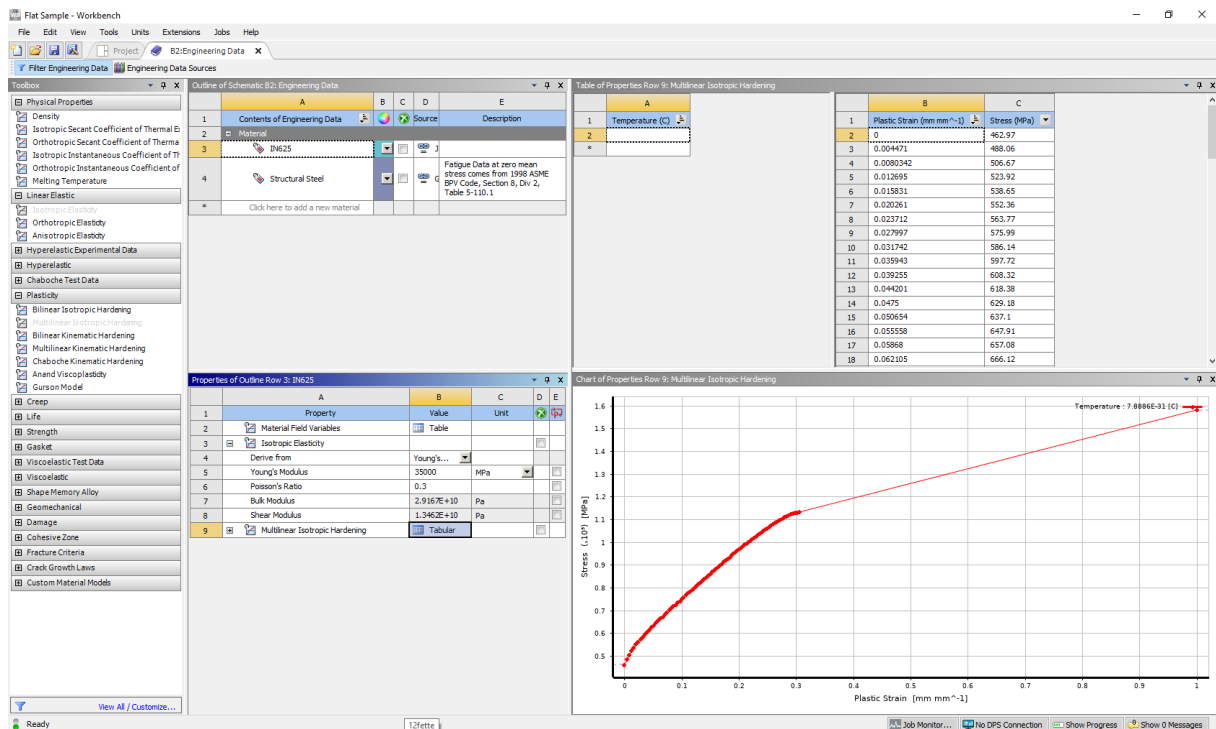 Flat Sample - Workbench
File Edit View Tools Units Extensions Jobs Help
Project B2:Engineering Data
Filter Engineering Data Engineering Data Sources
Toolbox
Physical Properties
Density
Isotropic Secant Coefficient of Thermal E
Orthotropic Secant Coefficient of Therma
Isotropic Instantaneous Coefficient of Th
Orthotropic Instantaneous Coefficient of
Melting Temperature
Linear Elastic
Isotropic Elasticity
Orthotropic Elasticity
Anisotropic Elasticity
Hyperelastic Experimental Data
Hyperelastic
Chaboche Test Data
Plasticity
Bilinear Isotropic Hardening
Multilinear Isotropic Hardening
Bilinear Kinematic Hardening
Multilinear Kinematic Hardening
Chaboche Kinematic Hardening
Anand Viscoplasticity
Gurson Model
Creep
Life
Strength
Gasket
Viscoelastic Test Data
Viscoelastic
Shape Memory Alloy
Geomechanical
Damage
Cohesive Zone
Fracture Criteria
Crack Growth Laws
Custom Material Models
View All / Customize...
Outline of Schematic B2: Engineering Data
A B C D E
1 Contents of Engineering Data Source Description
2 Material
3 IN625
4 Structural Steel Fatigue Data at zero mean
stress comes from 1998 ASME
BPV Code, Section 8, Div 2,
Table 5-110.1
* Click here to add a new material
Properties of Outline Row 3: IN625
A B C D E
1 Property Value Unit
2 Material Field Variables Table
3 Isotropic Elasticity
4 Derive from Young's...
5 Young's Modulus 35000 MPa
6 Poisson's Ratio 0.3
7 Bulk Modulus 2.9167E+10 Pa
8 Shear Modulus 1.3462E+10 Pa
9 Multilinear Isotropic Hardening Tabular
Table of Properties Row 9: Multilinear Isotropic Hardening
A
1 Temperature (C)
2
*
B C
1 Plastic Strain (mm mm^-1) Stress (MPa)
2 0 462.97
3 0.004471 488.06
4 0.0080342 506.67
5 0.012695 523.92
6 0.015831 538.65
7 0.020261 552.36
8 0.023712 563.77
9 0.027997 575.99
10 0.031742 586.14
11 0.035943 597.72
12 0.039255 608.32
13 0.044201 618.38
14 0.0475 629.18
15 0.050654 637.1
16 0.055558 647.91
17 0.05868 657.08
18 0.062105 666.12
Chart of Properties Row 9: Multilinear Isotropic Hardening
Temperature : 7.8886E-31 [C]
Stress (.10³) [MPa]
1.6
1.5
1.4
1.3
1.2
1.1
1
0.9
0.8
0.7
0.6
0.5
0 0.1 0.2 0.3 0.4 0.5 0.6 0.7 0.8 0.9 1
Plastic Strain [mm mm^-1]
Ready 12fette Job Monitor... No DPS Connection Show Progress Show 0 Messages